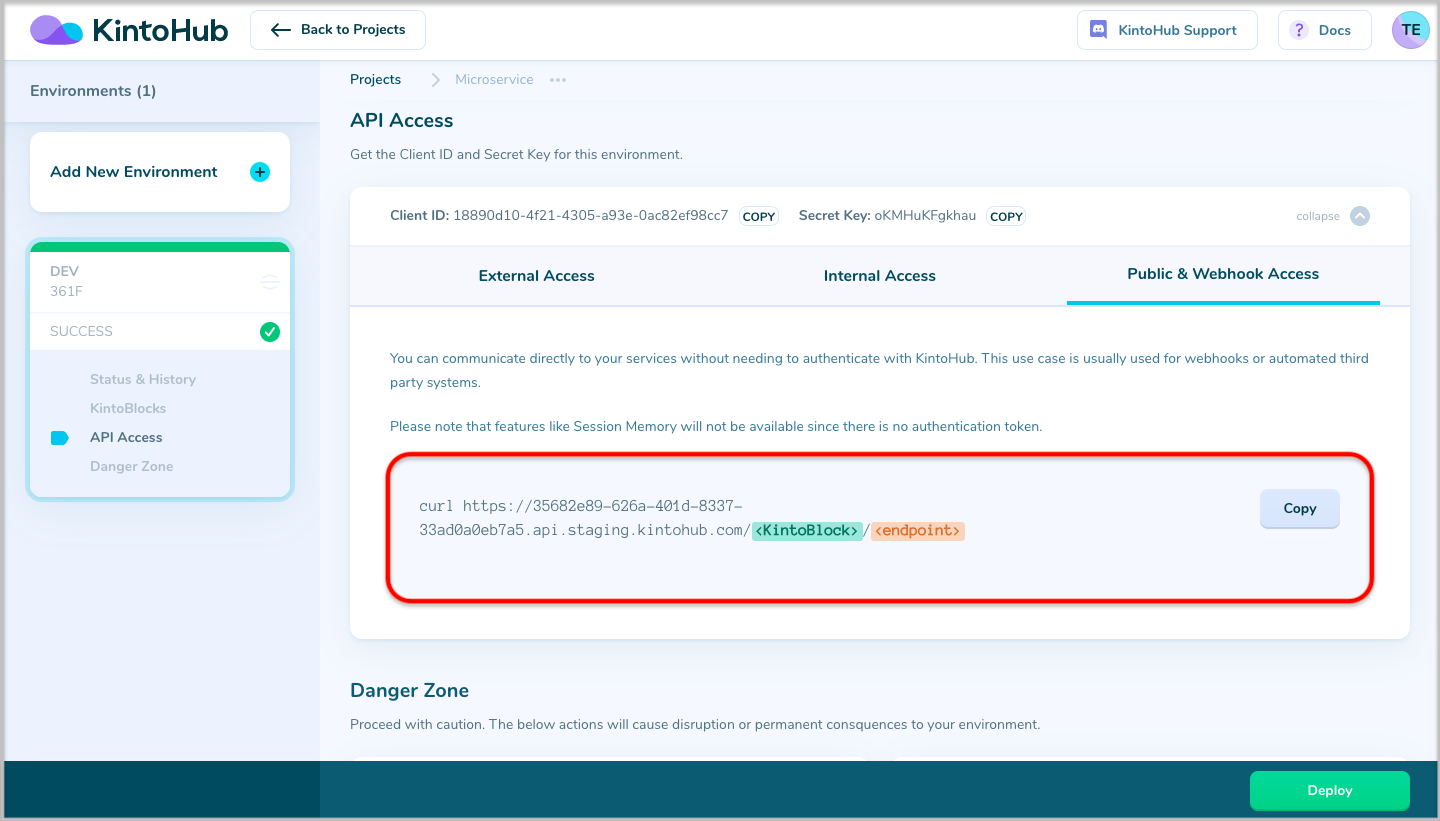 KintoHub
Back to Projects
KintoHub Support
? Docs
TE
Environments (1)
Add New Environment
DEV
361F
SUCCESS
Status & History
KintoBlocks
API Access
Danger Zone
Projects
Microservice
API Access
Get the Client ID and Secret Key for this environment.
Client ID: 18890d10-4f21-4305-a93e-0ac82ef98cc7 COPY Secret Key: oKMHuKFgkhau COPY
collapse
External Access
Internal Access
Public & Webhook Access
You can communicate directly to your services without needing to authenticate with KintoHub. This use case is usually used for webhooks or automated third
party systems.
Please note that features like Session Memory will not be available since there is no authentication token.
curl https://35682e89-626a-401d-8337-
33ad0a0eb7a5.api.staging.kintohub.com/<KintoBlock>/<endpoint>
Copy
Danger Zone
Proceed with caution. The below actions will cause disruption or permanent consquences to your environment.
Deploy